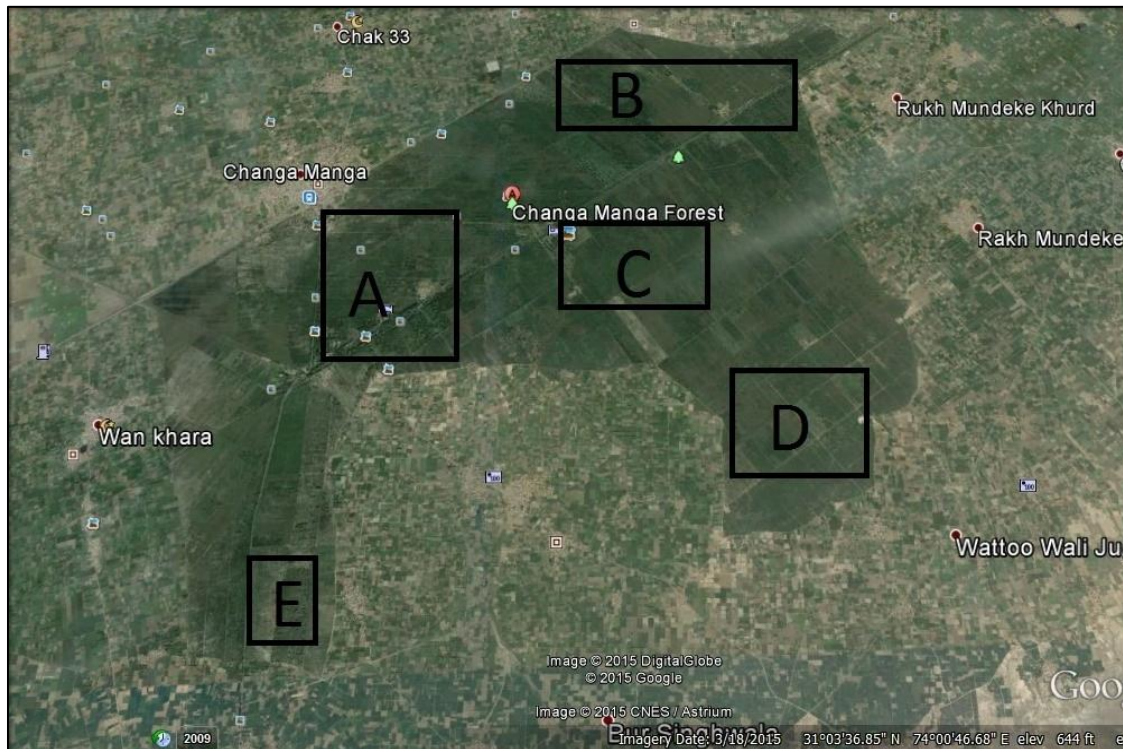 Chak 33
B
Rukh Mundeke Khurd
Changa Manga
A
Changa Manga Forest
Rakh Mundeke
C
A
D
Wan khara
Wattoo Wali Ju
E
Image © 2015 DigitalGlobe
© 2015 Google
Goo
Image © 2015 CNES / Astrium
Bur Singhwala
2009
Imagery Date: 3/18/2015 31°03'36.85" N 74°00'46.68" E elev 644 ft e